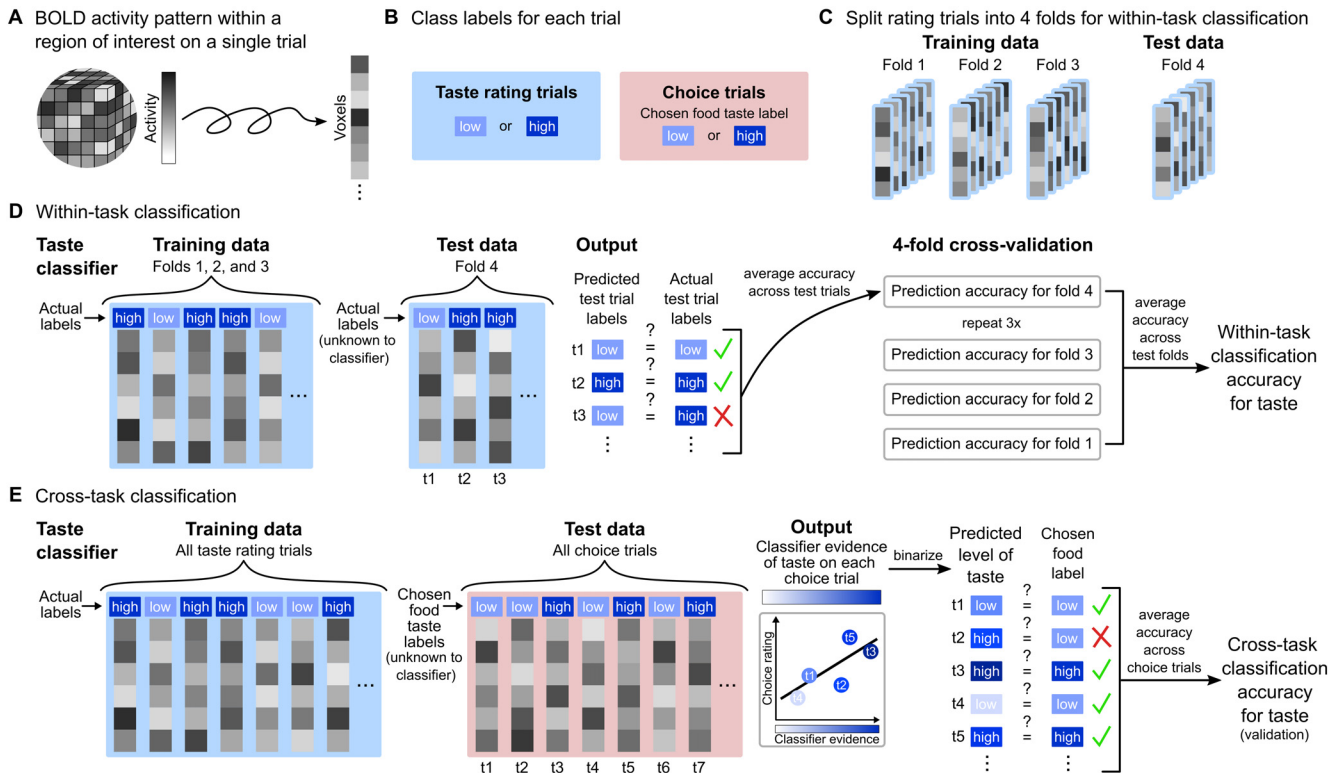 A BOLD activity pattern within a
region of interest on a single trial
Activity
Voxels
B Class labels for each trial
Taste rating trials
low or high
Choice trials
Chosen food taste label
low or high
C Split rating trials into 4 folds for within-task classification
Training data
Test data
Fold 1
Fold 2
Fold 3
Fold 4
D Within-task classification
Taste
classifier
Training data
Folds 1, 2, and 3
Actual
labels
high low high high low
...
Test data
Fold 4
Actual
labels
(unknown to
classifier)
low high high
...
t1 t2 t3
Output
Predicted
test trial
labels
Actual
test trial
labels
?
t1 low = low
?
t2 high = high
?
t3 low = high
average accuracy
across test trials
4-fold cross-validation
Prediction accuracy for fold 4
repeat 3x
Prediction accuracy for fold 3
Prediction accuracy for fold 2
Prediction accuracy for fold 1
average
accuracy
across
test folds
Within-task
classification
accuracy
for taste
E Cross-task classification
Taste
classifier
Training data
All taste rating trials
Actual
labels
high low high high low low high
...
Test data
All choice trials
Chosen
food
taste
labels
(unknown to
classifier)
low low high low high low high
...
t1 t2 t3 t4 t5 t6 t7
Output
Classifier evidence
of taste on each
choice trial
Choice rating
t5
t3
t1
t2
t4
Classifier evidence
binarize
Predicted
level of
taste
Chosen
food
label
?
t1 low = low
?
t2 high = low
?
t3 high = high
?
t4 low = low
?
t5 high = high
average
accuracy
across
choice trials
Cross-task
classification
accuracy
for taste
(validation)